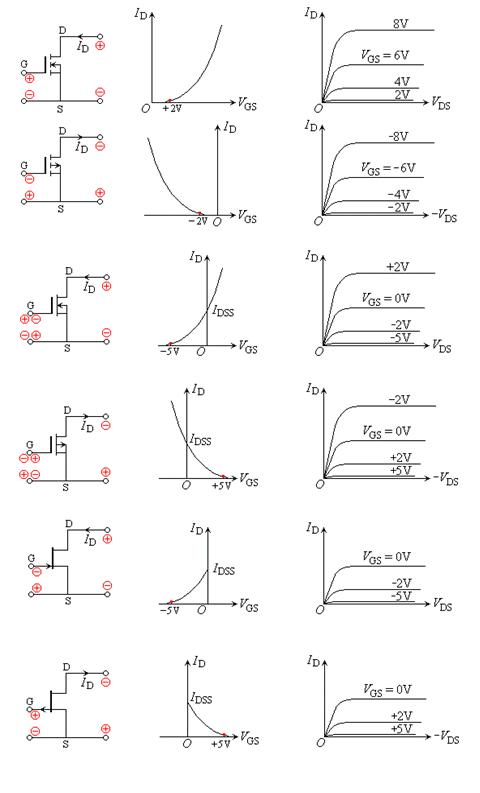 D I_D ⊕ G ⊕ ⊖ S ⊖
I_D O +2V V_GS
I_D 8V V_GS = 6V 4V 2V O V_DS
D I_D ⊖ G ⊖ ⊕ S ⊕
I_D −2V O V_GS
I_D -8V V_GS = −6V −4V −2V O -V_DS
D I_D ⊕ G ⊕⊖ ⊖⊕ S ⊖
I_D I_DSS −5V O V_GS
I_D +2V V_GS = 0V -2V -5V O V_DS
D I_D ⊖ G ⊖⊕ ⊕⊖ S ⊕
I_D I_DSS O +5V V_GS
I_D −2V V_GS = 0V +2V +5V O -V_DS
D I_D ⊕ G ⊖ ⊕ S ⊖
I_D I_DSS −5V O V_GS
I_D V_GS = 0V -2V -5V O V_DS
D I_D ⊖ G ⊕ ⊖ S ⊕
I_D I_DSS O +5V V_GS
I_D V_GS = 0V +2V +5V O -V_DS